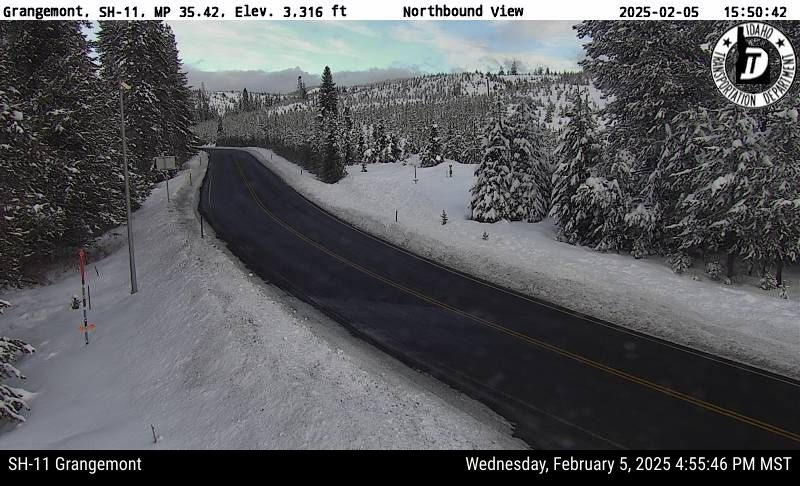 Grangemont, SH-11, MP 35.42, Elev. 3,316 ft Northbound View 2025-02-05 15:50:42
IDAHO
TRANSPORTATION DEPARTMENT
SH-11 Grangemont Wednesday, February 5, 2025 4:55:46 PM MST